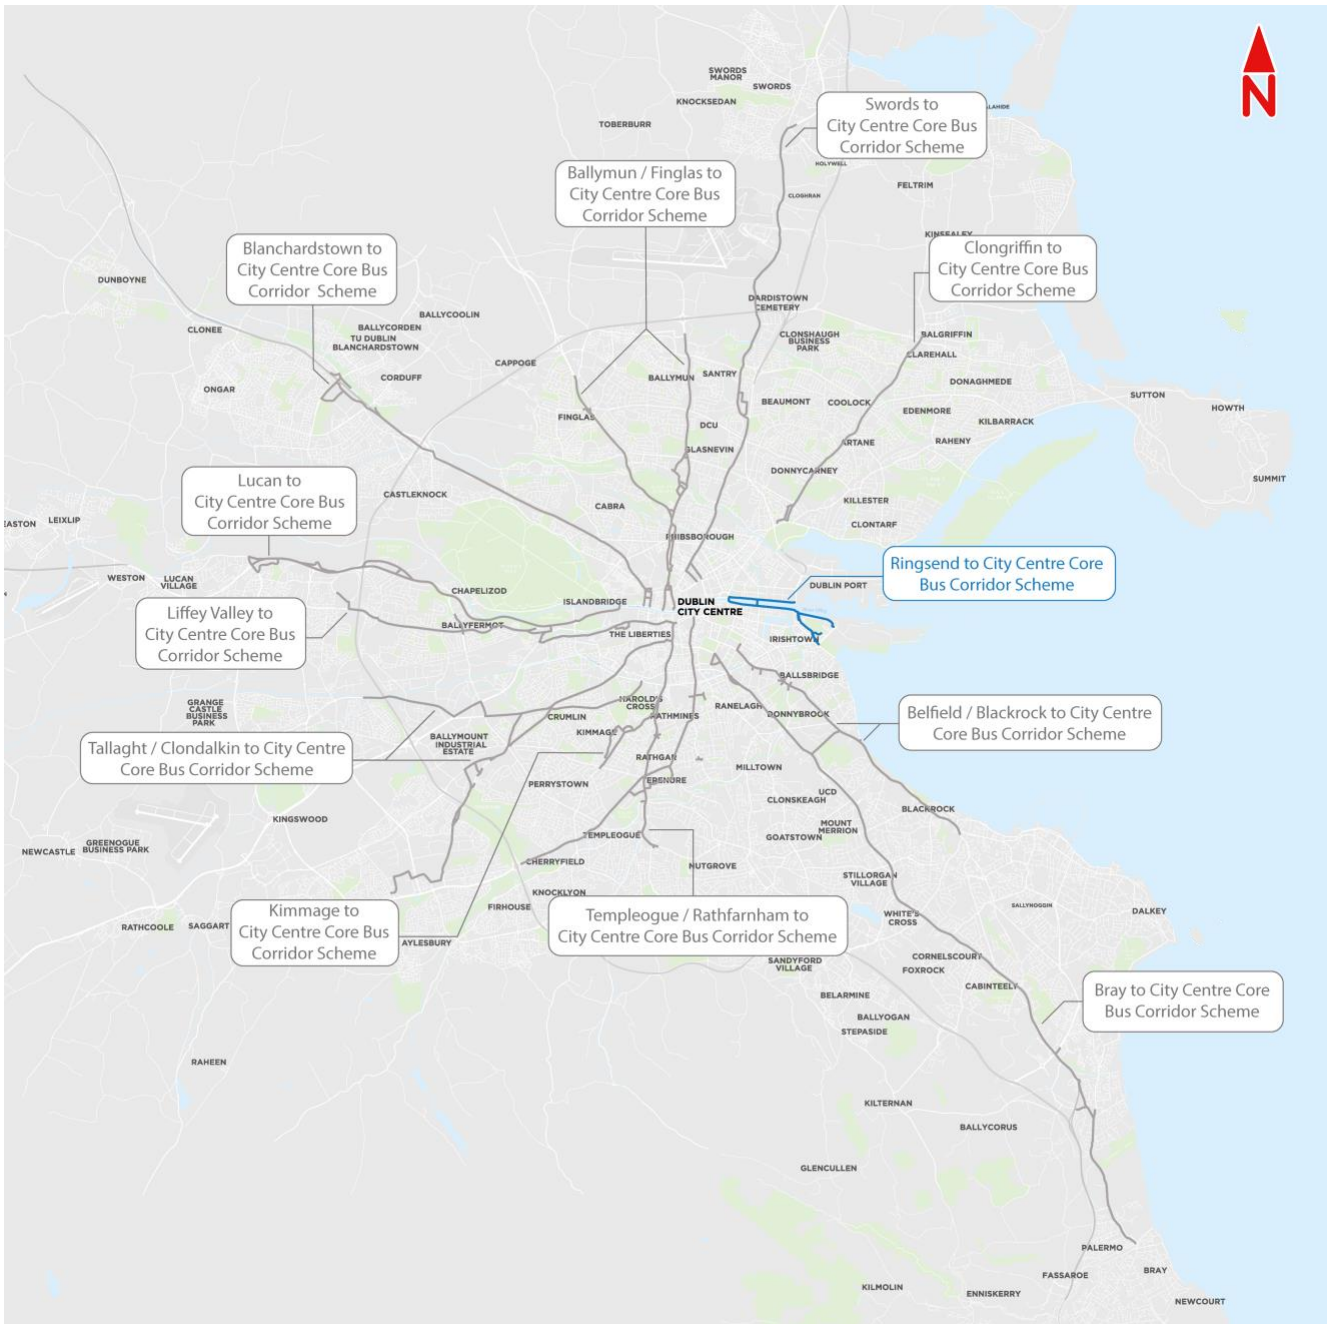 SWORDS
MANOR
SWORDS
KNOCKSEDAN
TOBERBURR
Swords to
City Centre Core Bus
Corridor Scheme
ALAHIDE
N
HOLYWELL
Ballymun / Finglas to
City Centre Core Bus
Corridor Scheme
FELTRIM
CLOGHRAN
KINSEALEY
Clongriffin to
City Centre Core Bus
Corridor Scheme
Blanchardstown to
City Centre Core Bus
Corridor Scheme
DUNBOYNE
DARDISTOWN
CEMETERY
BALLYCOOLIN
CLONEE
BALLYCORDEN
TU DUBLIN
BLANCHARDSTOWN
CLONSHAUGH
BUSINESS
PARK
BALGRIFFIN
CLAREHALL
CAPPOGE
CORDUFF
ONGAR
BALLYMUN
SANTRY
DONAGHMEDE
SUTTON
HOWTH
BEAUMONT
COOLOCK
EDENMORE
KILBARRACK
FINGLAS
DCU
GLASNEVIN
ARTANE
RAHENY
DONNYCARNEY
SUMMIT
Lucan to
City Centre Core Bus
Corridor Scheme
CASTLEKNOCK
CABRA
KILLESTER
CLONTARF
EASTON
LEIXLIP
PHIBSBOROUGH
Ringsend to City Centre Core
Bus Corridor Scheme
WESTON
LUCAN
VILLAGE
DUBLIN PORT
CHAPELIZOD
ISLANDBRIDGE
DUBLIN
CITY CENTRE
Liffey Valley to
City Centre Core Bus
Corridor Scheme
BALLYFERMOT
THE LIBERTIES
IRISHTOWN
BALLSBRIDGE
GRANGE
CASTLE
BUSINESS
PARK
HAROLD'S
CROSS
RANELAGH
DONNYBROOK
CRUMLIN
RATHMINES
Belfield / Blackrock to City Centre
Core Bus Corridor Scheme
KIMMAGE
BALLYMOUNT
INDUSTRIAL
ESTATE
Tallaght / Clondalkin to City Centre
Core Bus Corridor Scheme
RATHGAR
MILLTOWN
PERRYSTOWN
TERENURE
UCD
CLONSKEAGH
BLACKROCK
KINGSWOOD
MOUNT
MERRION
GOATSTOWN
TEMPLEOGUE
NEWCASTLE
GREENOGUE
BUSINESS PARK
CHERRYFIELD
NUTGROVE
STILLORGAN
VILLAGE
KNOCKLYON
FIRHOUSE
SALLYNOGGIN
DALKEY
Kimmage to
City Centre Core Bus
Corridor Scheme
Templeogue / Rathfarnham to
City Centre Core Bus Corridor Scheme
WHITE'S
CROSS
RATHCOOLE
SAGGART
AYLESBURY
CORNELSCOURT
FOXROCK
SANDYFORD
VILLAGE
CABINTEELY
BELARMINE
Bray to City Centre Core
Bus Corridor Scheme
BALLYOGAN
STEPASIDE
RAHEEN
KILTERNAN
BALLYCORUS
GLENCULLEN
PALERMO
FASSAROE
BRAY
KILMOLIN
ENNISKERRY
NEWCOURT